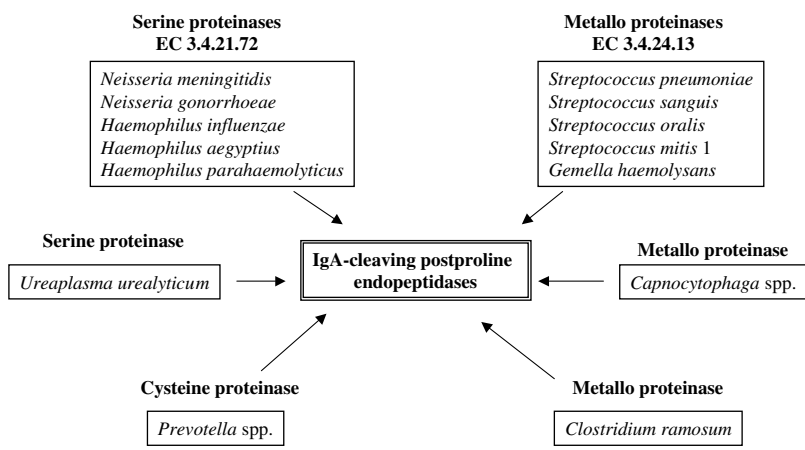 Serine proteinases
EC 3.4.21.72
Neisseria meningitidis
Neisseria gonorrhoeae
Haemophilus influenzae
Haemophilus aegyptius
Haemophilus parahaemolyticus
Metallo proteinases
EC 3.4.24.13
Streptococcus pneumoniae
Streptococcus sanguis
Streptococcus oralis
Streptococcus mitis 1
Gemella haemolysans
Serine proteinase
Ureaplasma urealyticum
IgA-cleaving postproline
endopeptidases
Metallo proteinase
Capnocytophaga spp.
Cysteine proteinase
Prevotella spp.
Metallo proteinase
Clostridium ramosum